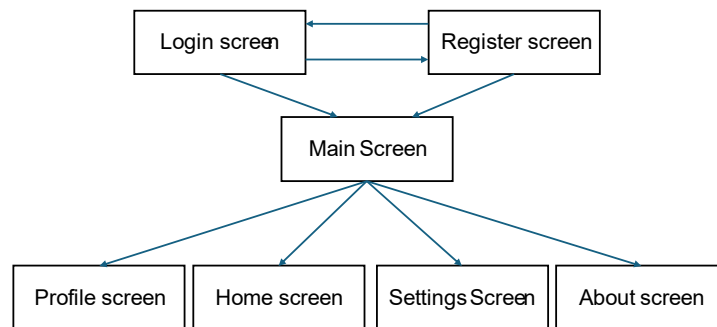 Login screen
Register screen
Main Screen
Profile screen
Home screen
Settings Screen
About screen